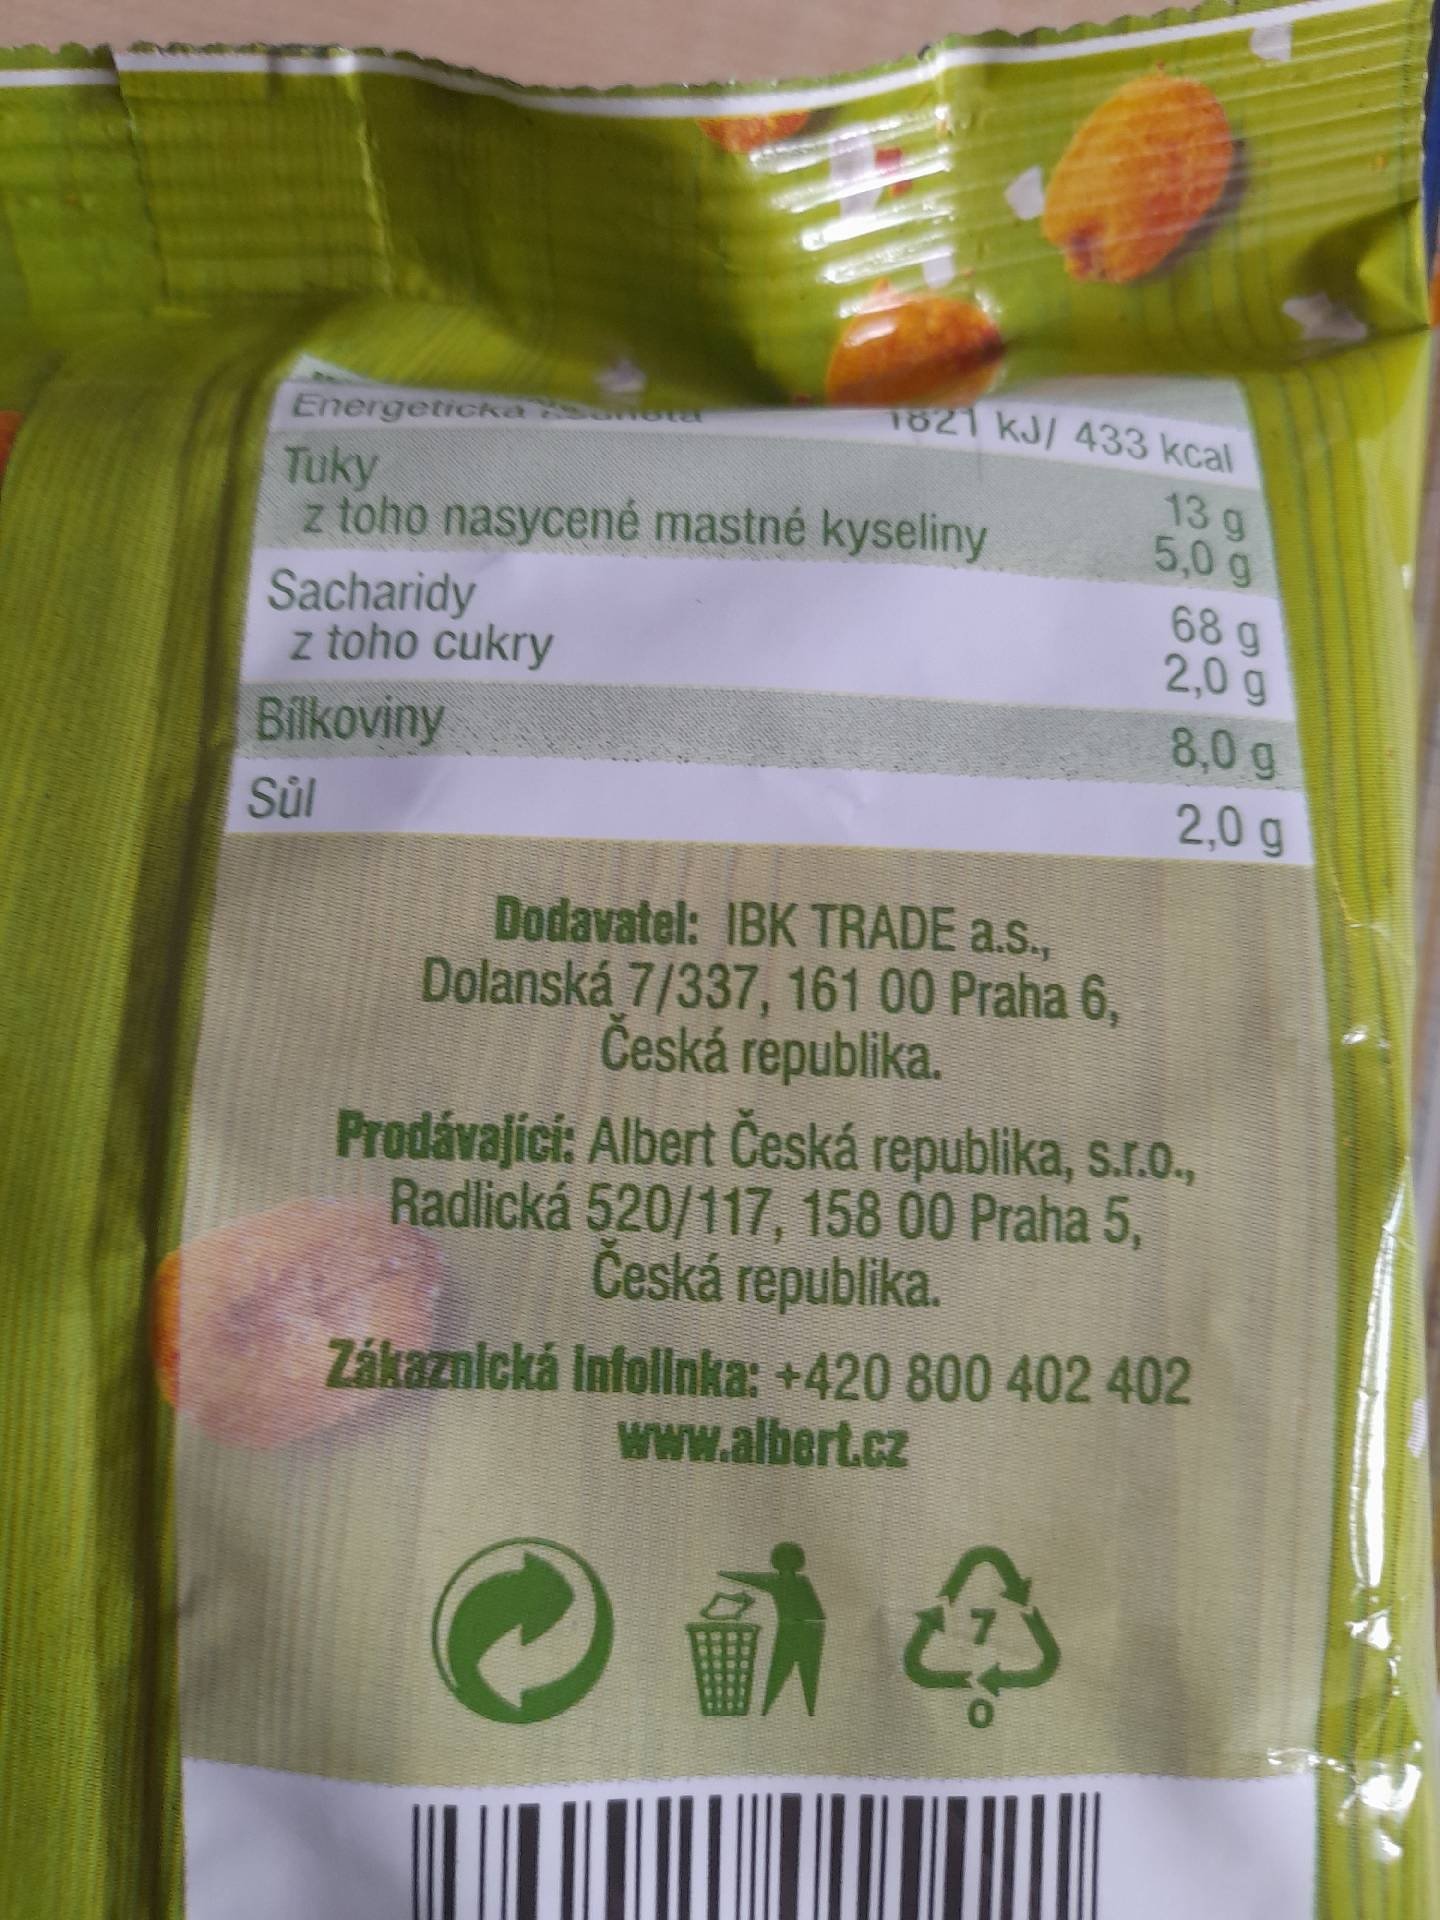 Energetická 1821 kJ/ 433 kcal
Tuky 13 g
z toho nasycené mastné kyseliny 5,0 g
Sacharidy 68 g
z toho cukry 2,0 g
Bílkoviny 8,0 g
Sůl 2,0 g
Dodavatel: IBK TRADE a.s.,
Dolanská 7/337, 161 00 Praha 6,
Česká republika.
Prodávající: Albert Česká republika, s.r.o.,
Radlická 520/117, 158 00 Praha 5,
Česká republika.
Zákaznická infolinka: +420 800 402 402
www.albert.cz
7
O